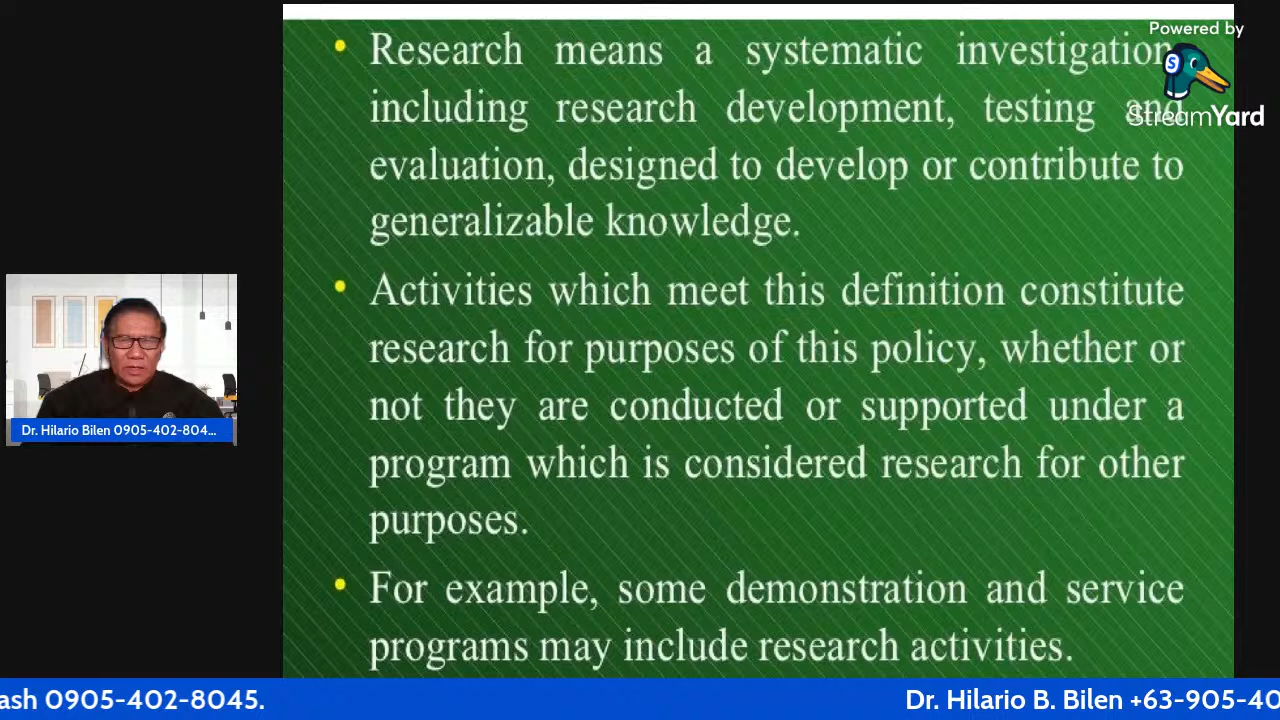 Powered by
StreamYard
Research means a systematic investigation,
including research development, testing and
evaluation, designed to develop or contribute to
generalizable knowledge.
Activities which meet this definition constitute
research for purposes of this policy, whether or
not they are conducted or supported under a
program which is considered research for other
purposes.
For example, some demonstration and service
programs may include research activities.
Dr. Hilario Bilen 0905-402-804...
ash 0905-402-8045.
Dr. Hilario B. Bilen +63-905-40